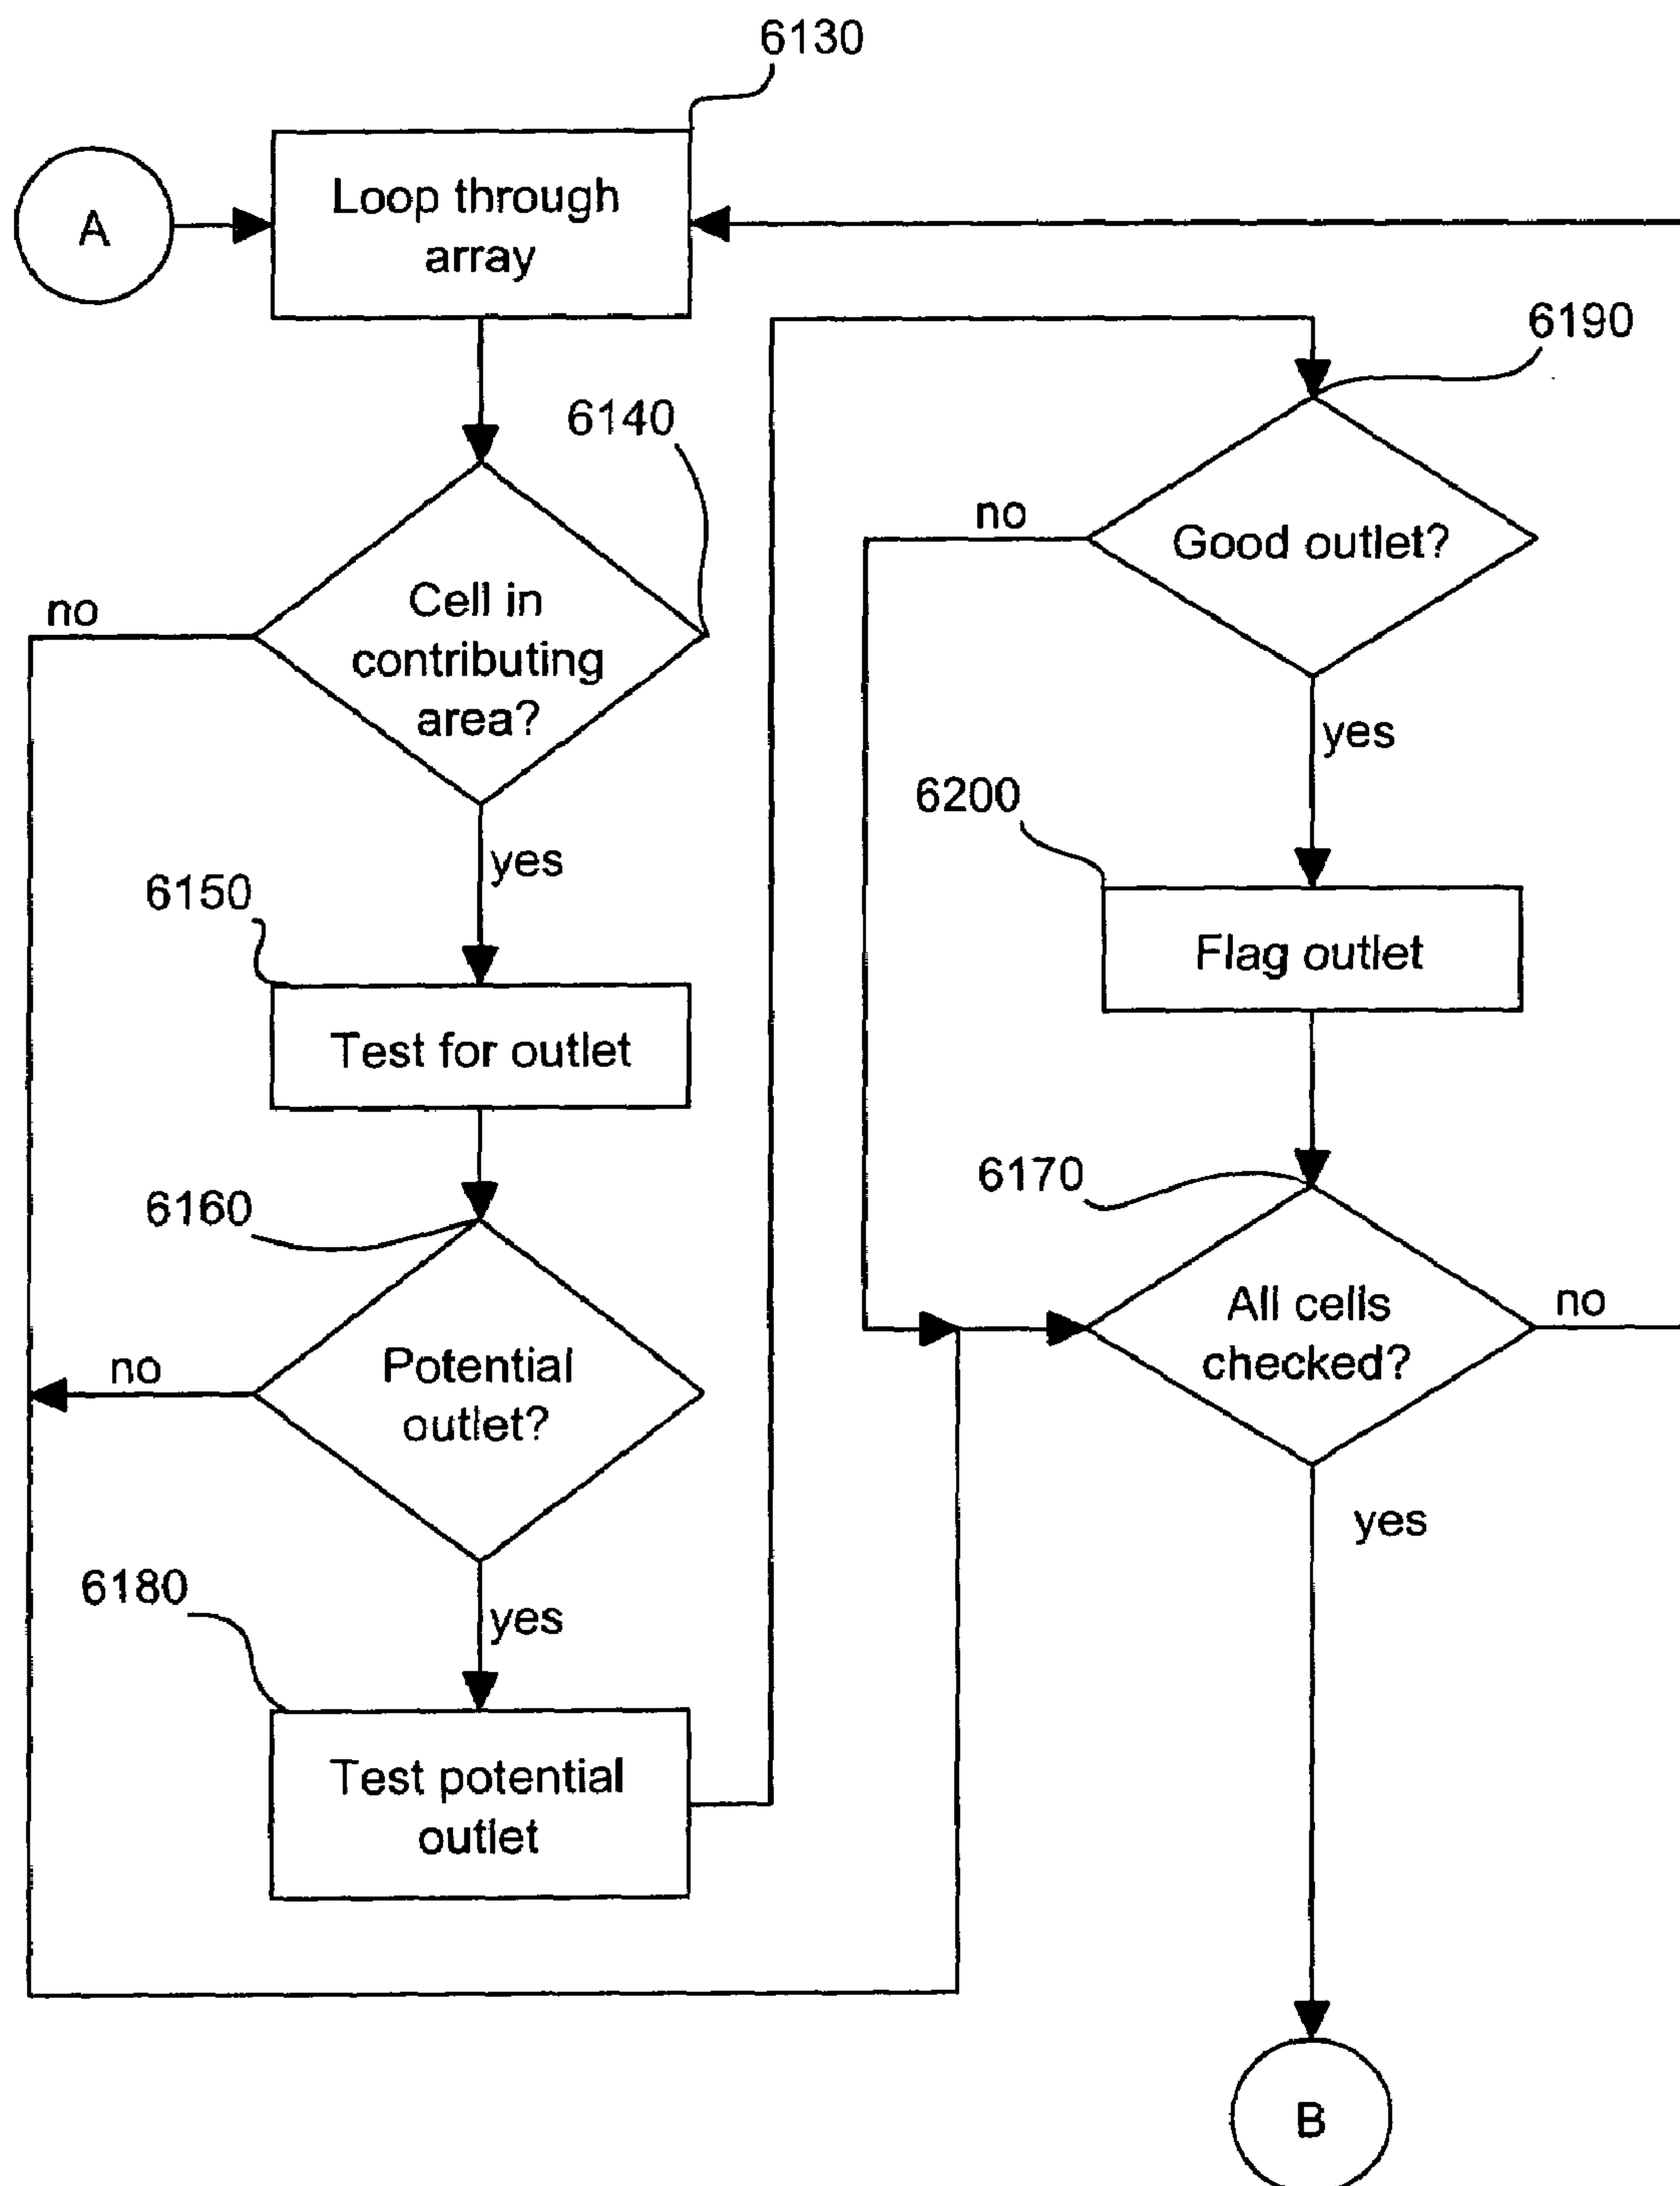 6130
A
Loop through
array
6140
no
Cell in
contributing
area?
yes
6150
Test for outlet
6160
no
Potential
outlet?
yes
6180
Test potential
outlet
6190
no
Good outlet?
yes
6200
Flag outlet
6170
All cells
checked?
no
yes
B